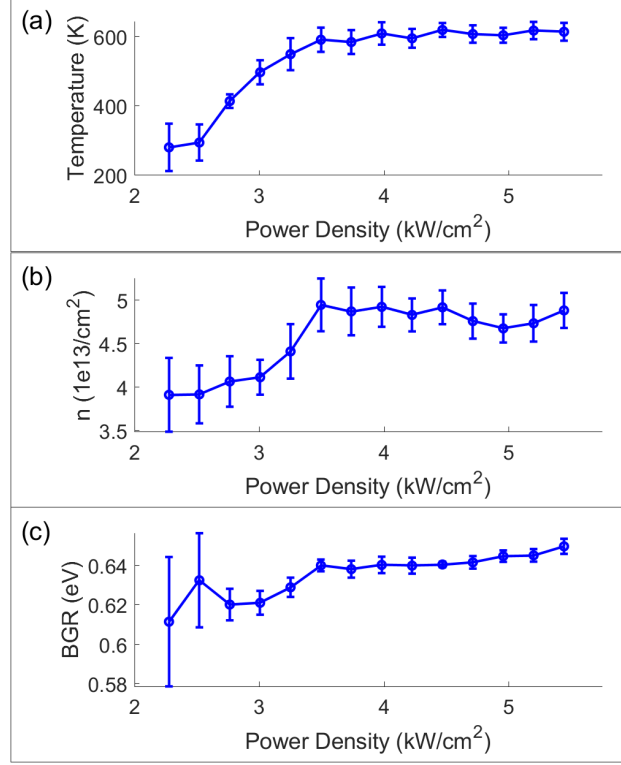 (a)
Temperature (K)
600
400
200
2 3 4 5
Power Density (kW/cm²)
(b)
n (1e13/cm²)
5
4.5
4
3.5
2 3 4 5
Power Density (kW/cm²)
(c)
BGR (eV)
0.64
0.62
0.6
0.58
2 3 4 5
Power Density (kW/cm²)